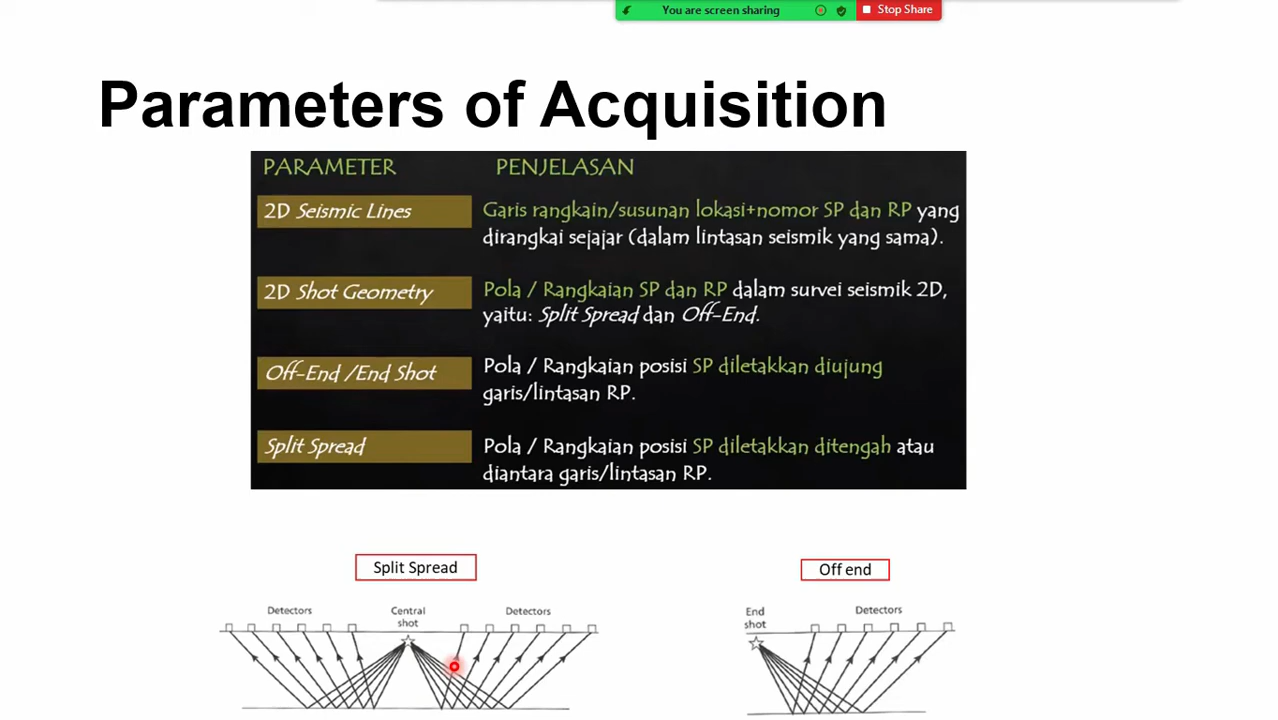 You are screen sharing
Stop Share
Parameters of Acquisition
PARAMETER PENJELASAN
2D Seismic Lines
Garis rangkain/susunan lokasi+nomor SP dan RP yang
dirangkai sejajar (dalam lintasan seismik yang sama).
2D Shot Geometry
Pola / Rangkaian SP dan RP dalam survei seismik 2D,
yaitu: Split Spread dan Off-End.
Off-End /End Shot
Pola / Rangkaian posisi SP diletakkan diujung
garis/lintasan RP.
Split Spread
Pola / Rangkaian posisi SP diletakkan ditengah atau
diantara garis/lintasan RP.
Split Spread
Detectors
Central
shot
Detectors
Off end
End
shot
Detectors